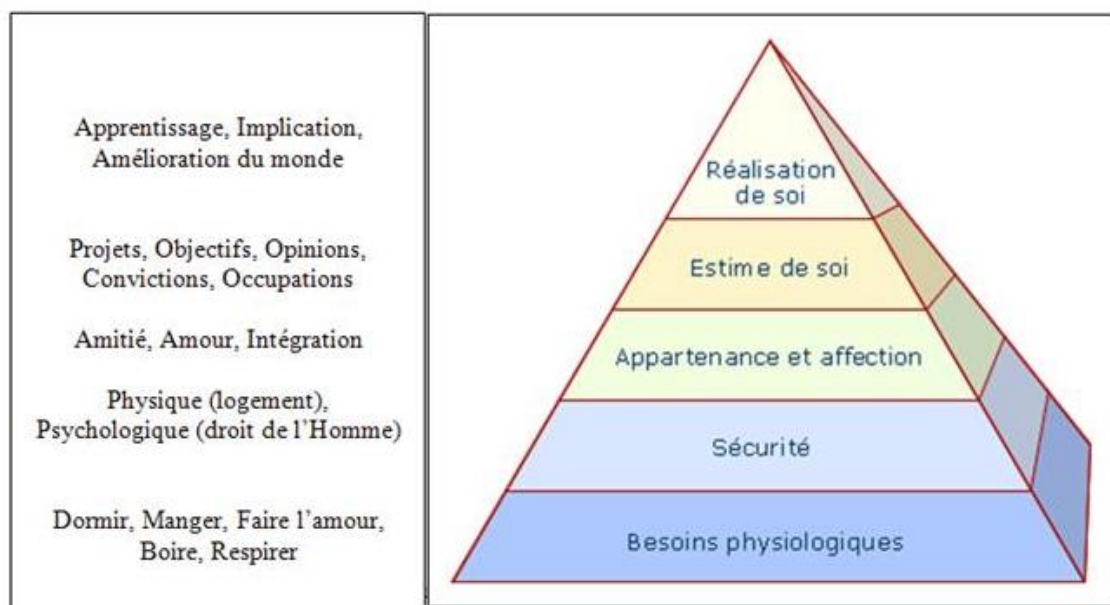 Apprentissage, Implication,
Amélioration du monde
Projets, Objectifs, Opinions,
Convictions, Occupations
Amitié, Amour, Intégration
Physique (logement),
Psychologique (droit de l’Homme)
Dormir, Manger, Faire l’amour,
Boire, Respirer
Réalisation
de soi
Estime de soi
Appartenance et affection
Sécurité
Besoins physiologiques